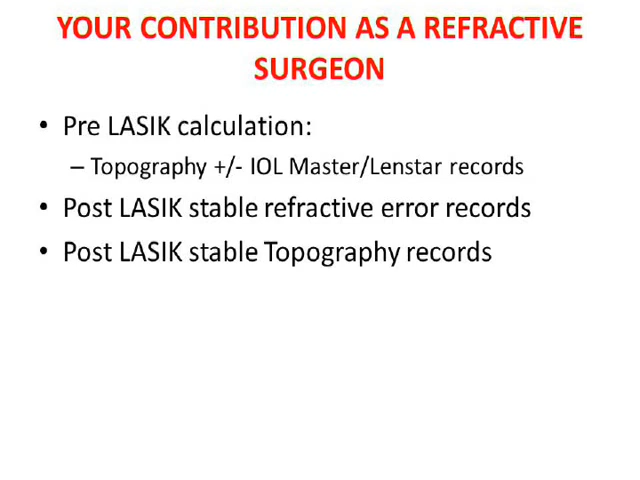 YOUR CONTRIBUTION AS A REFRACTIVE
SURGEON
• Pre LASIK calculation:
– Topography +/- IOL Master/Lenstar records
• Post LASIK stable refractive error records
• Post LASIK stable Topography records